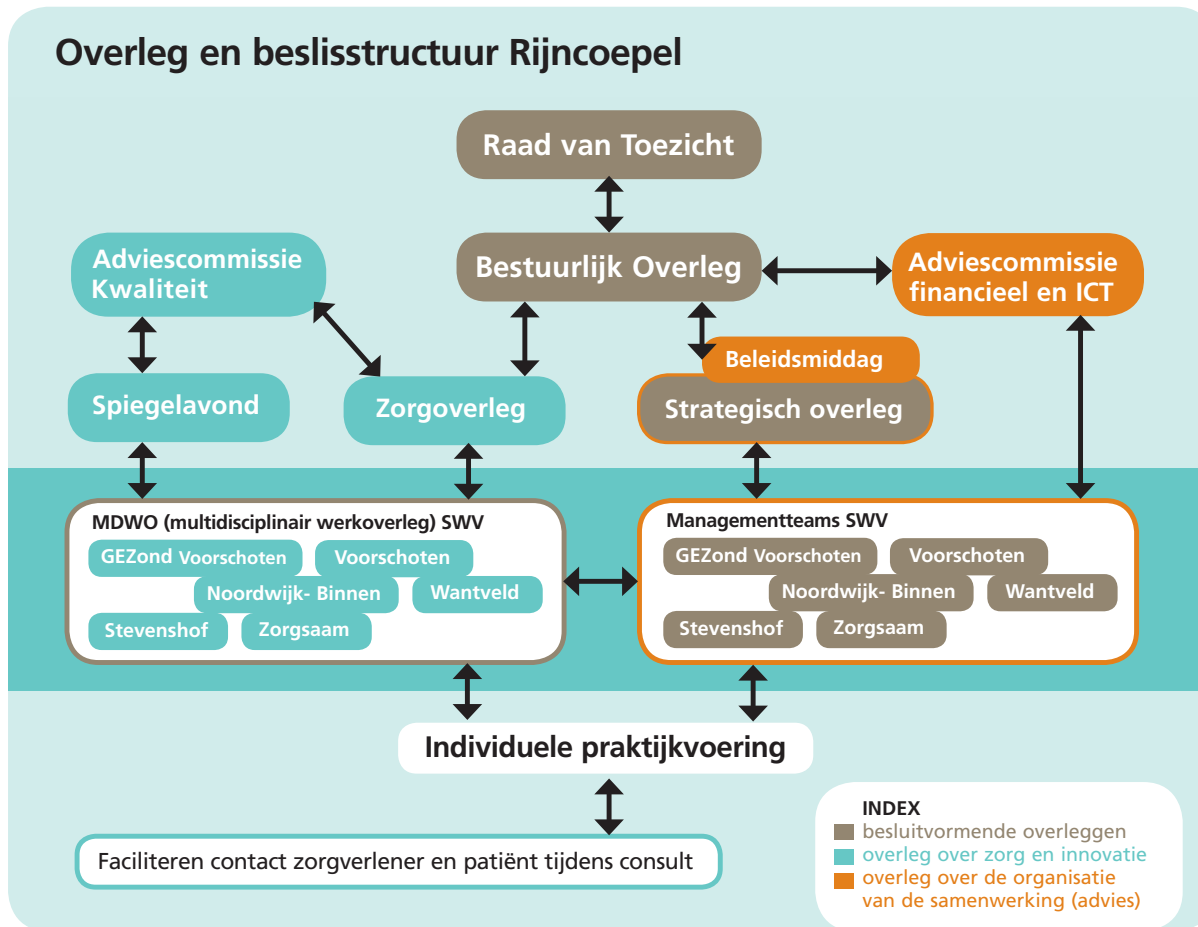 Overleg en beslisstructuur Rijncoepel
Raad van Toezicht
Adviescommissie
Kwaliteit
Bestuurlijk Overleg
Adviescommissie
financieel en ICT
Beleidsmiddag
Spiegelavond
Zorgoverleg
Strategisch overleg
MDWO (multidisciplinair werkoverleg) SWV
GEZond Voorschoten
Voorschoten
Noordwijk- Binnen
Wantveld
Stevenshof
Zorgsaam
Managementteams SWV
GEZond Voorschoten
Voorschoten
Noordwijk- Binnen
Wantveld
Stevenshof
Zorgsaam
Individuele praktijkvoering
Faciliteren contact zorgverlener en patiënt tijdens consult
INDEX
besluitvormende overleggen
overleg over zorg en innovatie
overleg over de organisatie
van de samenwerking (advies)